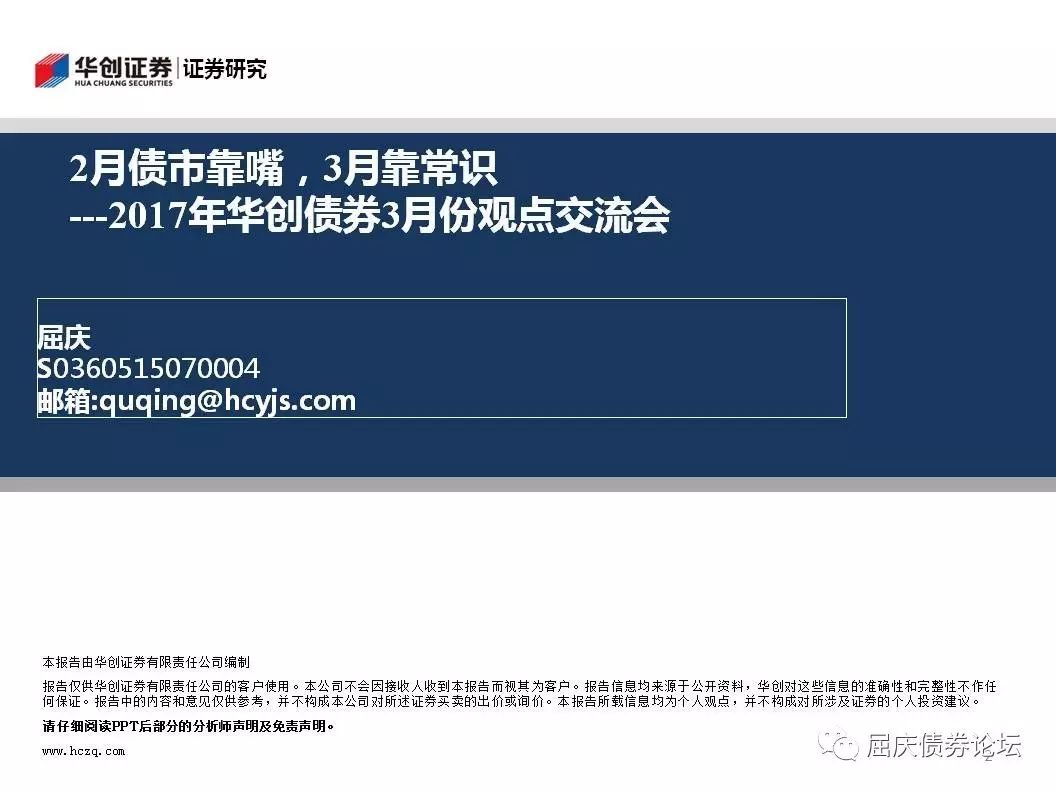 华创证券 证券研究
HUA CHUANG SECURITIES
2月债市靠嘴，3月靠常识
---2017年华创债券3月份观点交流会
屈庆
S0360515070004
邮箱:quqing@hcyjs.com
本报告由华创证券有限责任公司编制
报告仅供华创证券有限责任公司的客户使用。本公司不会因接收人收到本报告而视其为客户。报告信息均来源于公开资料，华创对这些信息的准确性和完整性不作任
何保证。报告中的内容和意见仅供参考，并不构成本公司对所述证券买卖的出价或询价。本报告所载信息均为个人观点，并不构成对所涉及证券的个人投资建议。
请仔细阅读PPT后部分的分析师声明及免责声明。
www.hczq.com
屈庆债券论坛
2